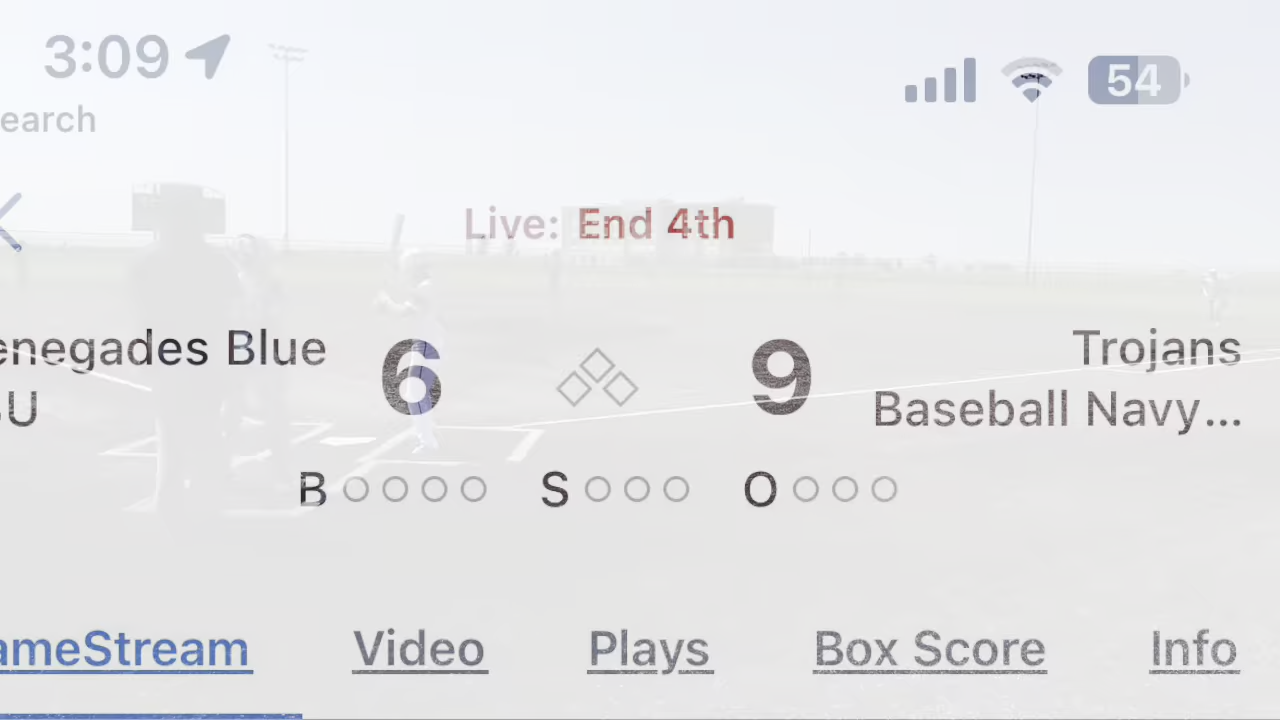 3:09
54
earch
Live: End 4th
enegades Blue
6
9
Trojans
Baseball Navy...
U
B
S
O
ameStream
Video
Plays
Box Score
Info